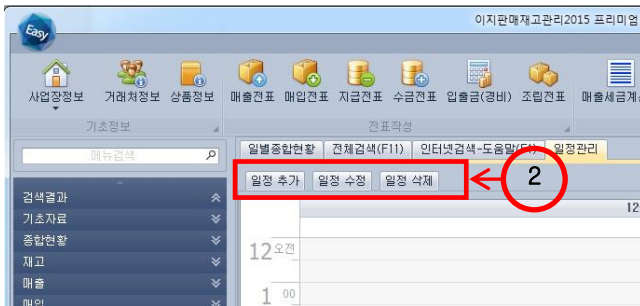 이지판매재고관리2015 프리미엄
Easy
사업장정보 거래처정보 상품정보 매출전표 매입전표 지급전표 수금전표 입출금(경비) 조립전표 매출세금계
기초정보 전표작성
메뉴검색 일별종합현황 전체검색(F11) 인터넷검색-도움말(F1) 일정관리
일정 추가 일정 수정 일정 삭제 2
검색결과
기초자료
종합현황
재고
매출
매입
12
12 오전
1 00